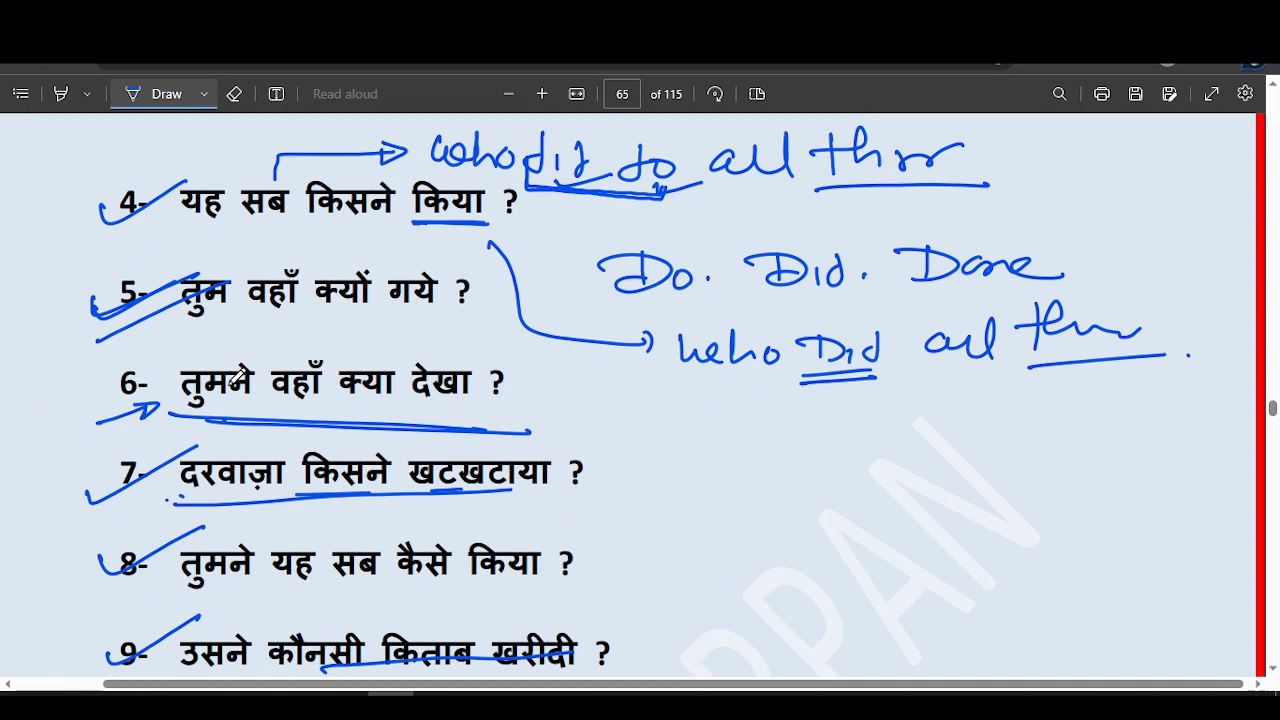 Draw Read aloud 65 of 115
who did do all
4- यह सब किसने किया ?
Do. Did. Done
5- तुम वहाँ क्यों गये ?
who Did all
6- तुमने वहाँ क्या देखा ?
7- दरवाज़ा किसने खटखटाया ?
8- तुमने यह सब कैसे किया ?
9- उसने कौनसी किताब खरीदी ?